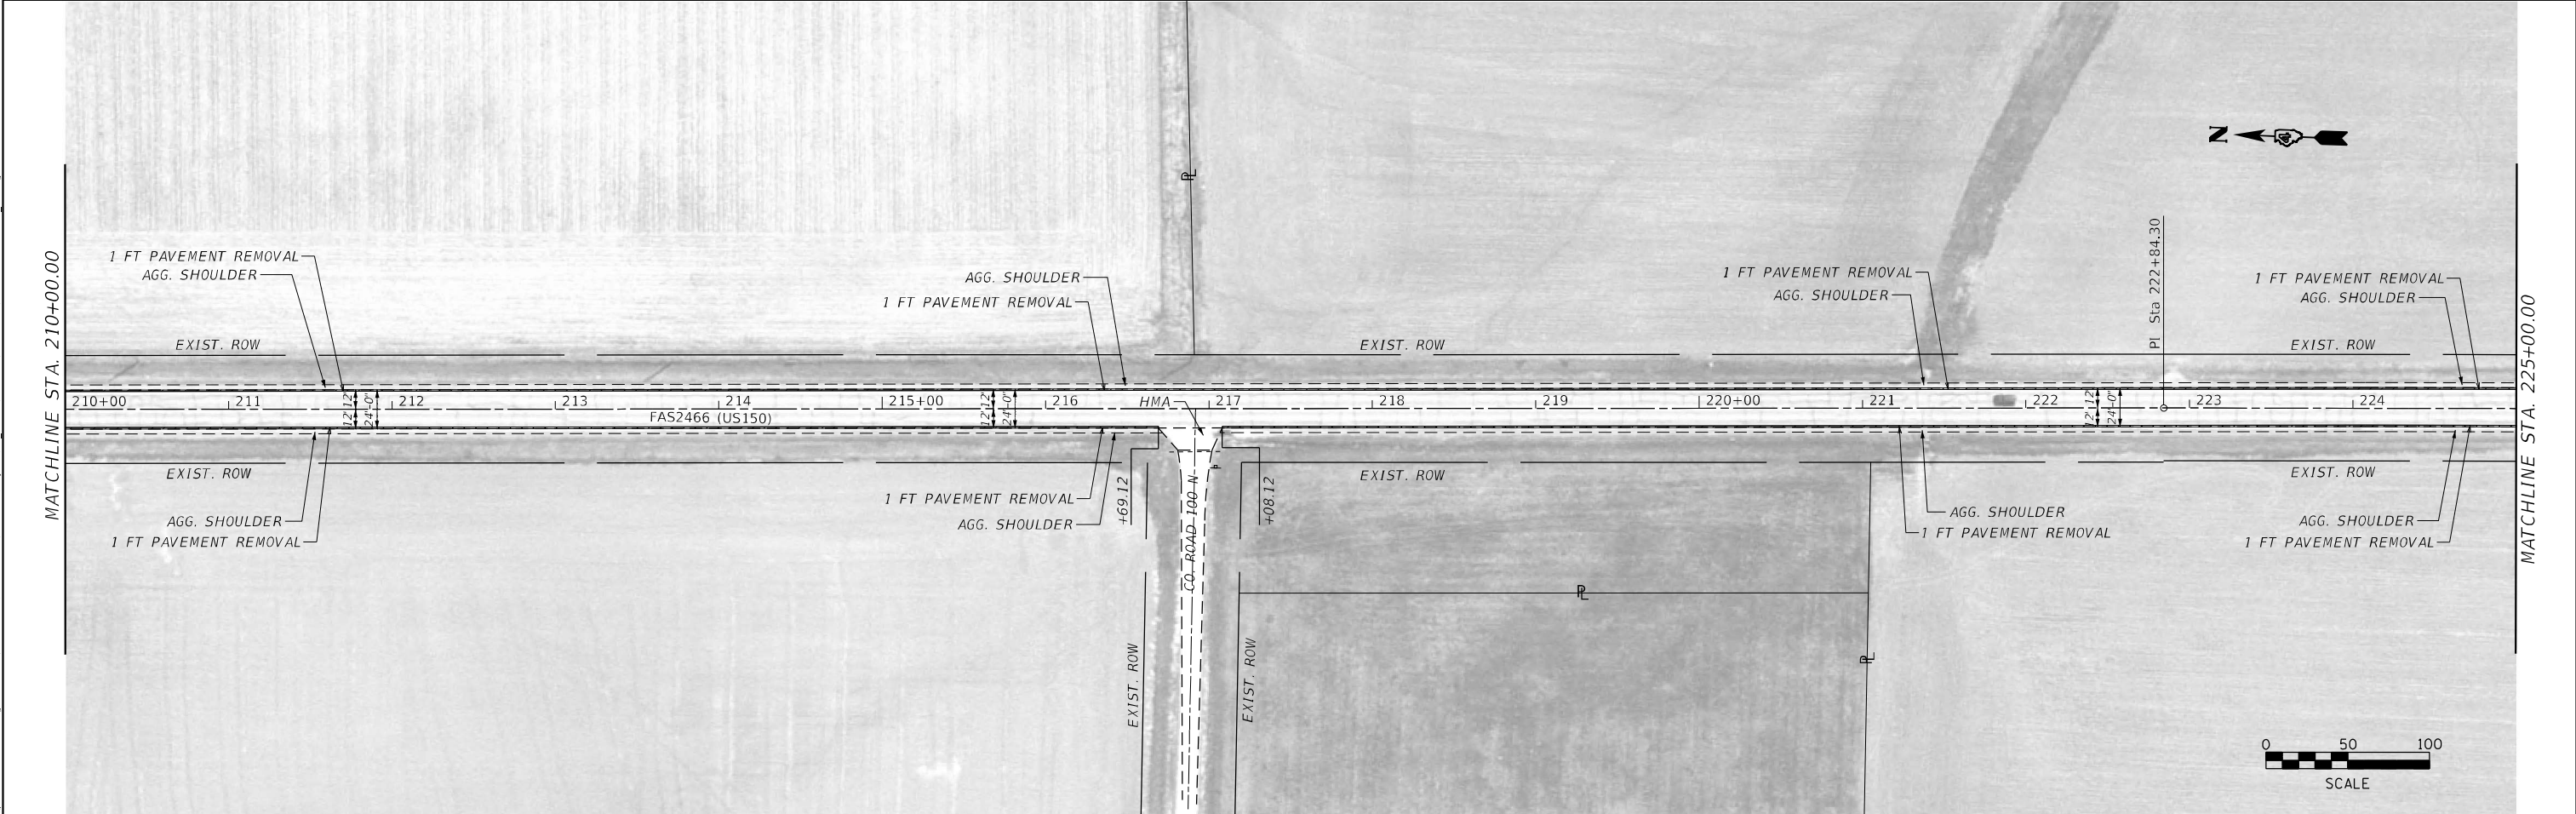 N
MATCHLINE STA. 210+00.00
MATCHLINE STA. 225+00.00
PL
PI Sta 222+84.30
1 FT PAVEMENT REMOVAL
AGG. SHOULDER
AGG. SHOULDER
1 FT PAVEMENT REMOVAL
1 FT PAVEMENT REMOVAL
AGG. SHOULDER
1 FT PAVEMENT REMOVAL
AGG. SHOULDER
EXIST. ROW
EXIST. ROW
EXIST. ROW
210+00 211 212 213 214 215+00 216 217 218 219 220+00 221 222 223 224
12' 12'
24'-0"
12' 12'
24'-0"
12' 12'
24'-0"
HMA
FAS2466 (US150)
EXIST. ROW
EXIST. ROW
EXIST. ROW
P
+69.12
+08.12
CO. ROAD 100 N
AGG. SHOULDER
1 FT PAVEMENT REMOVAL
1 FT PAVEMENT REMOVAL
AGG. SHOULDER
AGG. SHOULDER
1 FT PAVEMENT REMOVAL
AGG. SHOULDER
1 FT PAVEMENT REMOVAL
PL
PL
EXIST. ROW
EXIST. ROW
0 50 100
SCALE